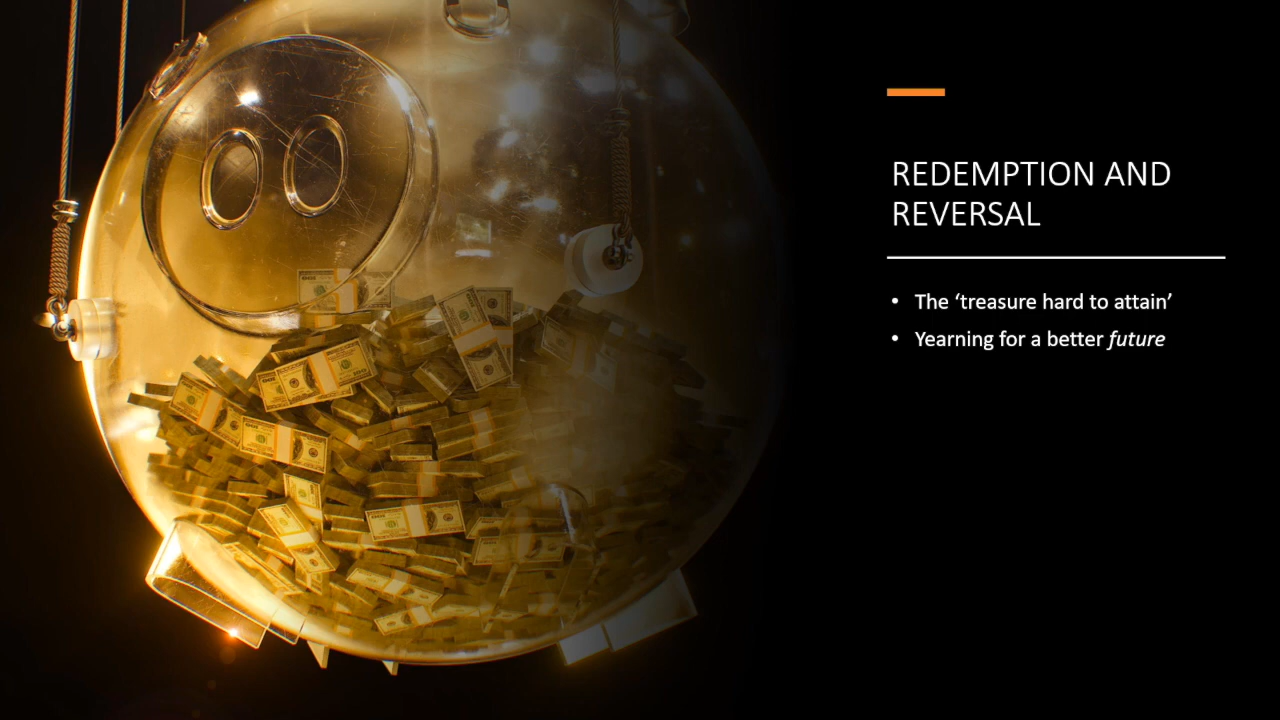 REDEMPTION AND
REVERSAL
• The ‘treasure hard to attain’
• Yearning for a better future